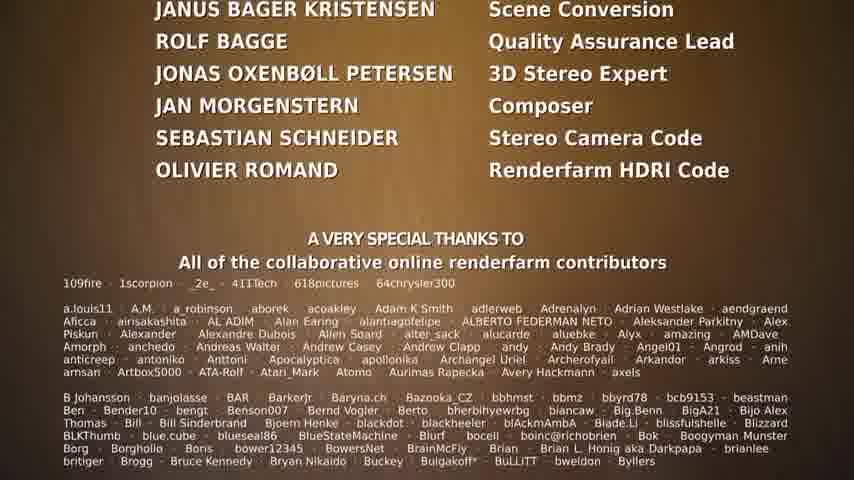 JANUS BAGER KRISTENSEN Scene Conversion
ROLF BAGGE Quality Assurance Lead
JONAS OXENBØLL PETERSEN 3D Stereo Expert
JAN MORGENSTERN Composer
SEBASTIAN SCHNEIDER Stereo Camera Code
OLIVIER ROMAND Renderfarm HDRI Code
A VERY SPECIAL THANKS TO
All of the collaborative online renderfarm contributors
109fire · 1scorpion · _2e_ · 411Tech · 618pictures · 64chrysler300
a.louis11 · A.M. · a_robinson · aborek · acoakley · Adam K Smith · adlerweb · Adrenalyn · Adrian Westlake · aendgraend
Africa · airisakashita · AL ADIM · Alan Earing · alantiagofelipe · ALBERTO FEDERMAN NETO · Aleksander Parkitny · Alex
Piskun · Alexander · Alexandre Dubois · Allen Soard · alter_sack · alucarde · aluebke · Alyx · amazing · AMDave
Amorph · anchedo · Andreas Walter · Andrew Casey · Andrew Clapp · andy · Andy Brady · Angel01 · Angrod · anih
anticreep · antoniko · Anttoni · Apocalyptica · apollonika · Archangel Uriel · Archerofail · Arkandor · arkiss · Arne
arnsan · Artbox5000 · ATA-Rolf · Atari_Mark · Atomo · Aurimas Rapecka · Avery Hackmann · axels
B Johansson · banjolasse · BAR · BarkerJr · Baryna.ch · Bazooka_CZ · bbhmst · bbmz · bbyrd78 · bcb9153 · beastman
Ben · Bender10 · bengt · Benson007 · Bernd Vogler · Berto · bherbihyewrbg · biancaw · Big.Benn · BigA21 · Bijo Alex
Thomas · Bill · Bill Sinderbrand · Bjoern Henke · blackdot · blackheeler · blAckmAmbA · Blade.Li · blissfulshelle · Blizzard
BLKThumb · blue.cube · blueseal86 · BlueStateMachine · Blurf · bocell · boinc@richobrien · Bok · Boogyman Munster
Borg · Borghollo · Boris · bower12345 · BowersNet · BrainMcFly · Brian · Brian L. Honig aka Darkpapa · brianlee
britiger · Brogg · Bruce Kennedy · Bryan Nikaido · Buckey · Bulgakoff* · BuLLiTT · bweldon · Byllers